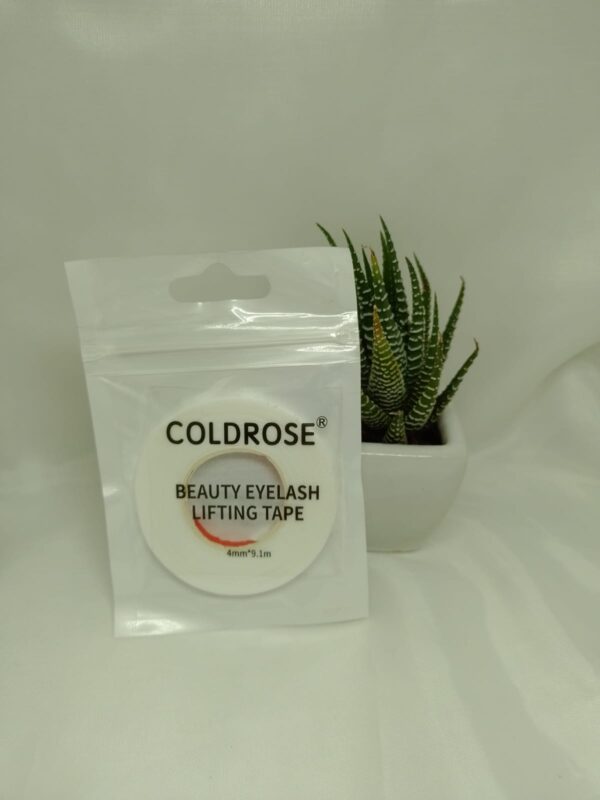 COLDROSE®
BEAUTY EYELASH
LIFTING TAPE
4mm*9.1m